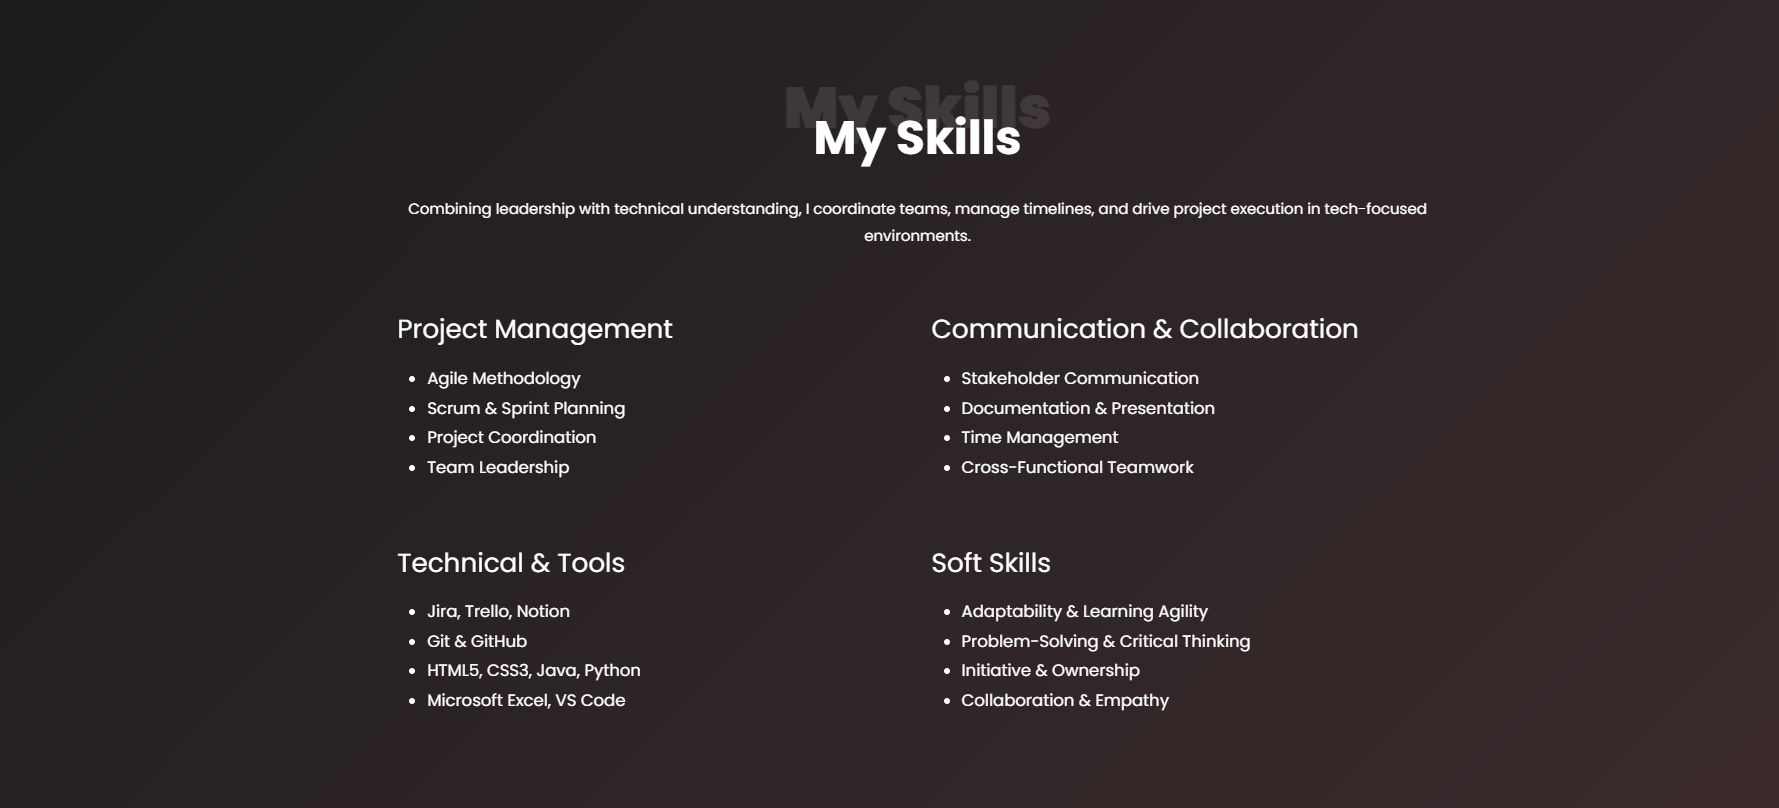 My Skills
My Skills
Combining leadership with technical understanding, I coordinate teams, manage timelines, and drive project execution in tech-focused
environments.
Project Management
• Agile Methodology
• Scrum & Sprint Planning
• Project Coordination
• Team Leadership
Communication & Collaboration
• Stakeholder Communication
• Documentation & Presentation
• Time Management
• Cross-Functional Teamwork
Technical & Tools
• Jira, Trello, Notion
• Git & GitHub
• HTML5, CSS3, Java, Python
• Microsoft Excel, VS Code
Soft Skills
• Adaptability & Learning Agility
• Problem-Solving & Critical Thinking
• Initiative & Ownership
• Collaboration & Empathy